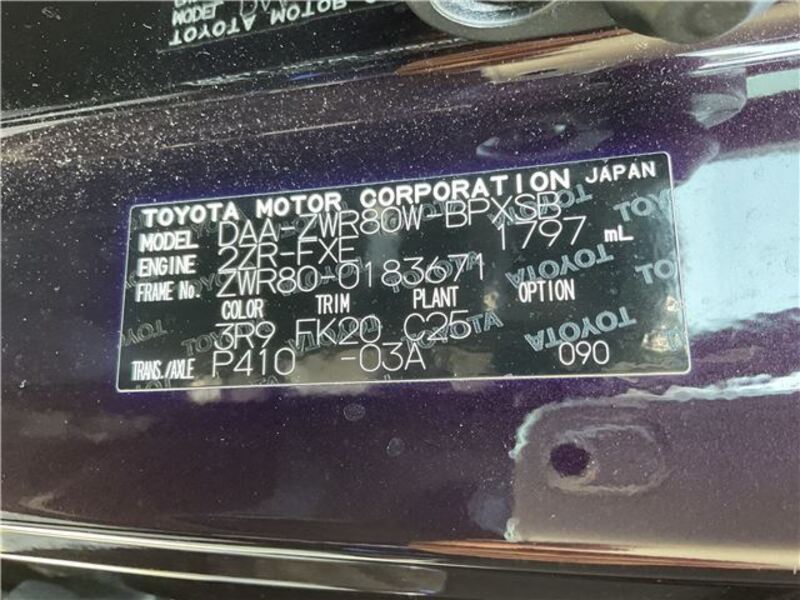 TOYOTA MOTOR CORPORATION JAPAN
MODEL DAA-ZWR80W-BPXSB
ENGINE 2ZR-FXE 1797 mL
FRAME No. ZWR80-0183671
COLOR TRIM PLANT OPTION
3R9 FK20 C25
TRANS./AXLE P410 -03A 090